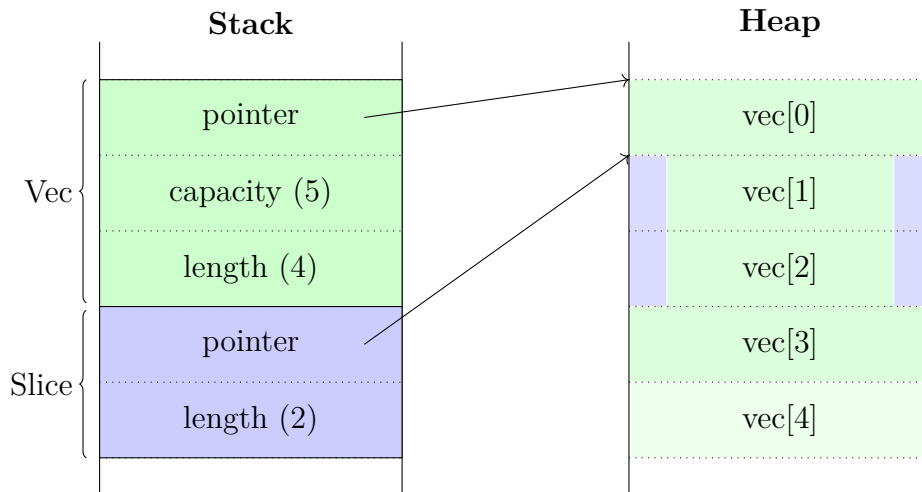 Stack
Heap
Vec
pointer
capacity (5)
length (4)
Slice
pointer
length (2)
vec[0]
vec[1]
vec[2]
vec[3]
vec[4]